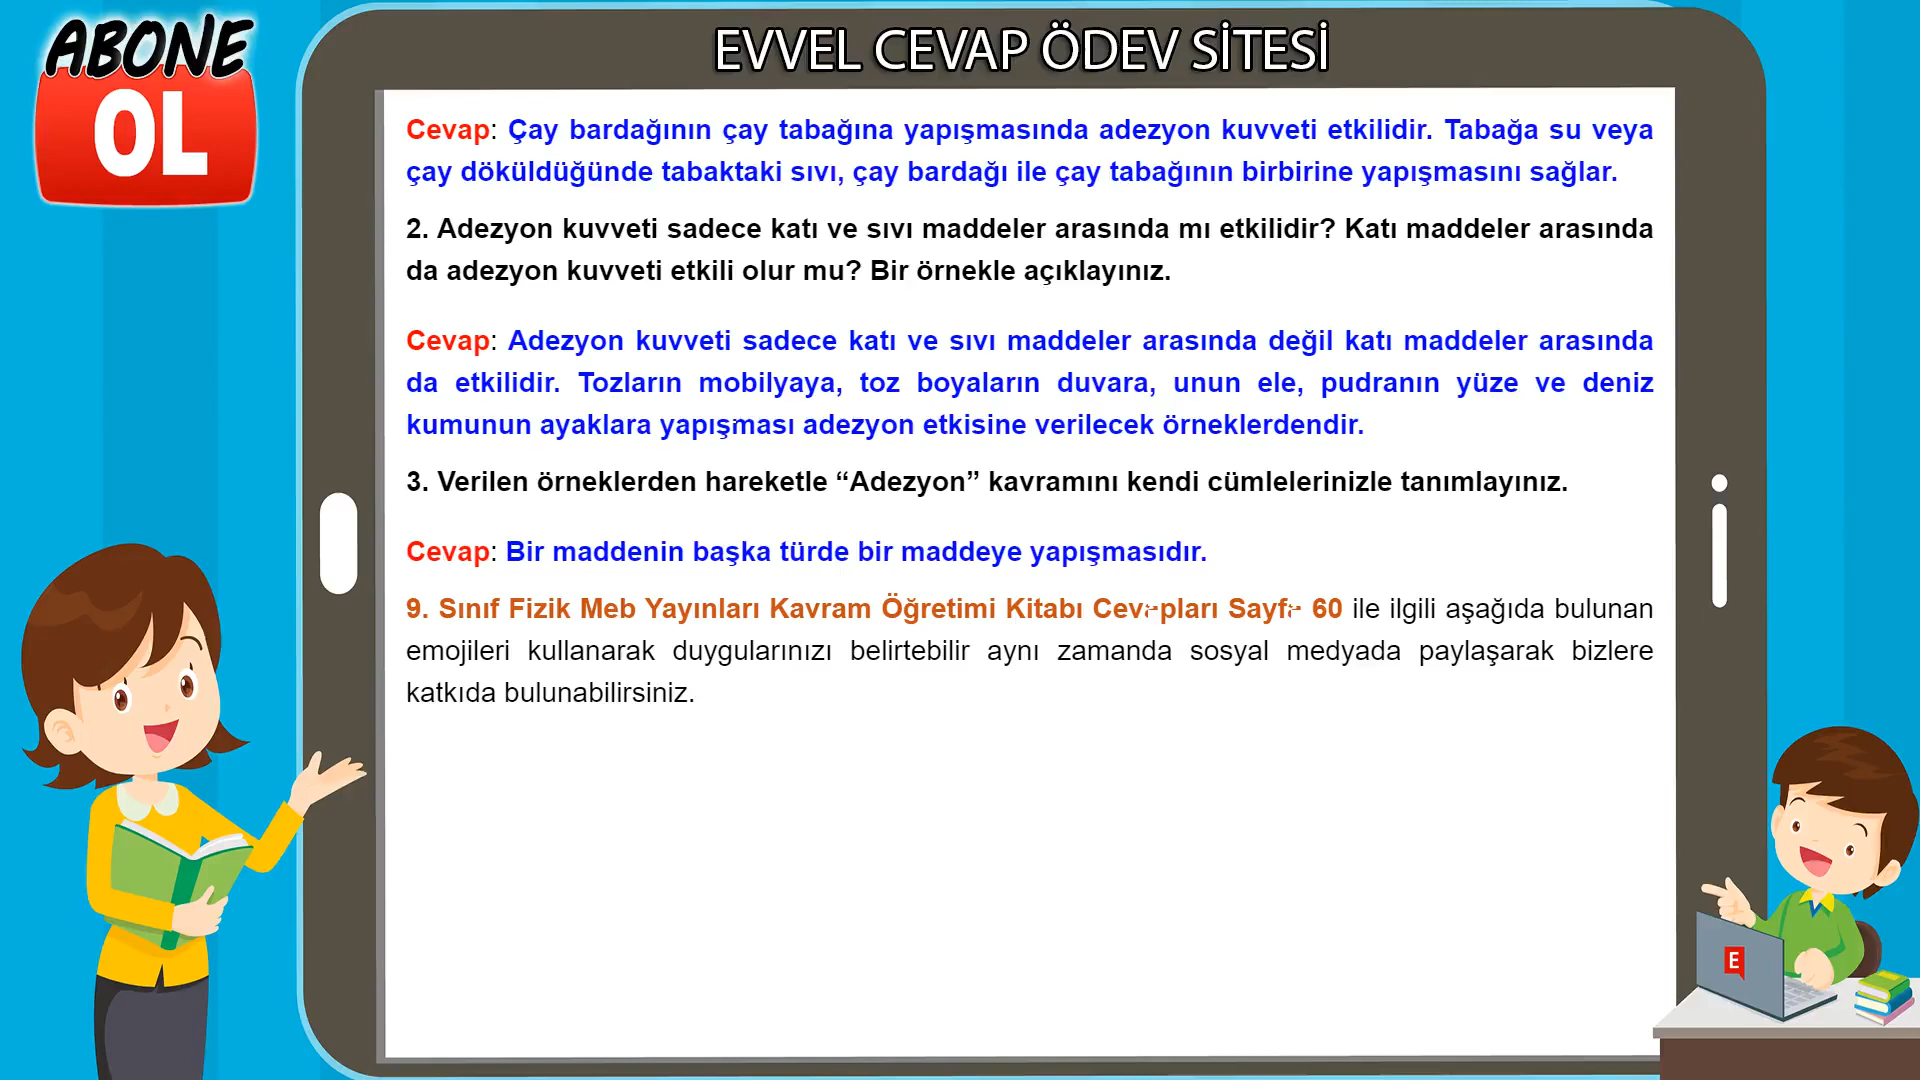 ABONE
OL
EVVEL CEVAP ÖDEV SİTESİ
Cevap: Çay bardağının çay tabağına yapışmasında adezyon kuvveti etkilidir. Tabağa su veya
çay döküldüğünde tabaktaki sıvı, çay bardağı ile çay tabağının birbirine yapışmasını sağlar.
2. Adezyon kuvveti sadece katı ve sıvı maddeler arasında mı etkilidir? Katı maddeler arasında
da adezyon kuvveti etkili olur mu? Bir örnekle açıklayınız.
Cevap: Adezyon kuvveti sadece katı ve sıvı maddeler arasında değil katı maddeler arasında
da etkilidir. Tozların mobilyaya, toz boyaların duvara, unun ele, pudranın yüze ve deniz
kumunun ayaklara yapışması adezyon etkisine verilecek örneklerdendir.
3. Verilen örneklerden hareketle “Adezyon” kavramını kendi cümlelerinizle tanımlayınız.
Cevap: Bir maddenin başka türde bir maddeye yapışmasıdır.
9. Sınıf Fizik Meb Yayınları Kavram Öğretimi Kitabı Cevapları Sayfa 60 ile ilgili aşağıda bulunan
emojileri kullanarak duygularınızı belirtebilir aynı zamanda sosyal medyada paylaşarak bizlere
katkıda bulunabilirsiniz.
E